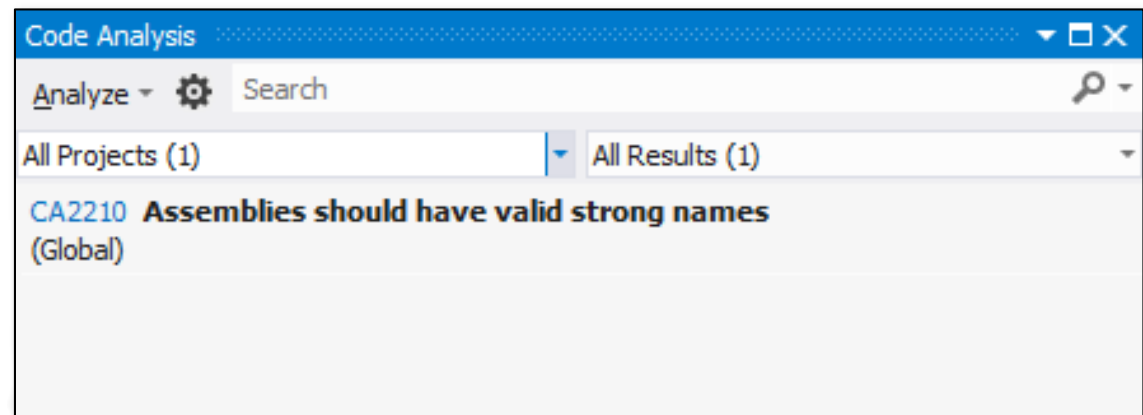 Code Analysis
Analyze Search
All Projects (1) All Results (1)
CA2210 Assemblies should have valid strong names
(Global)